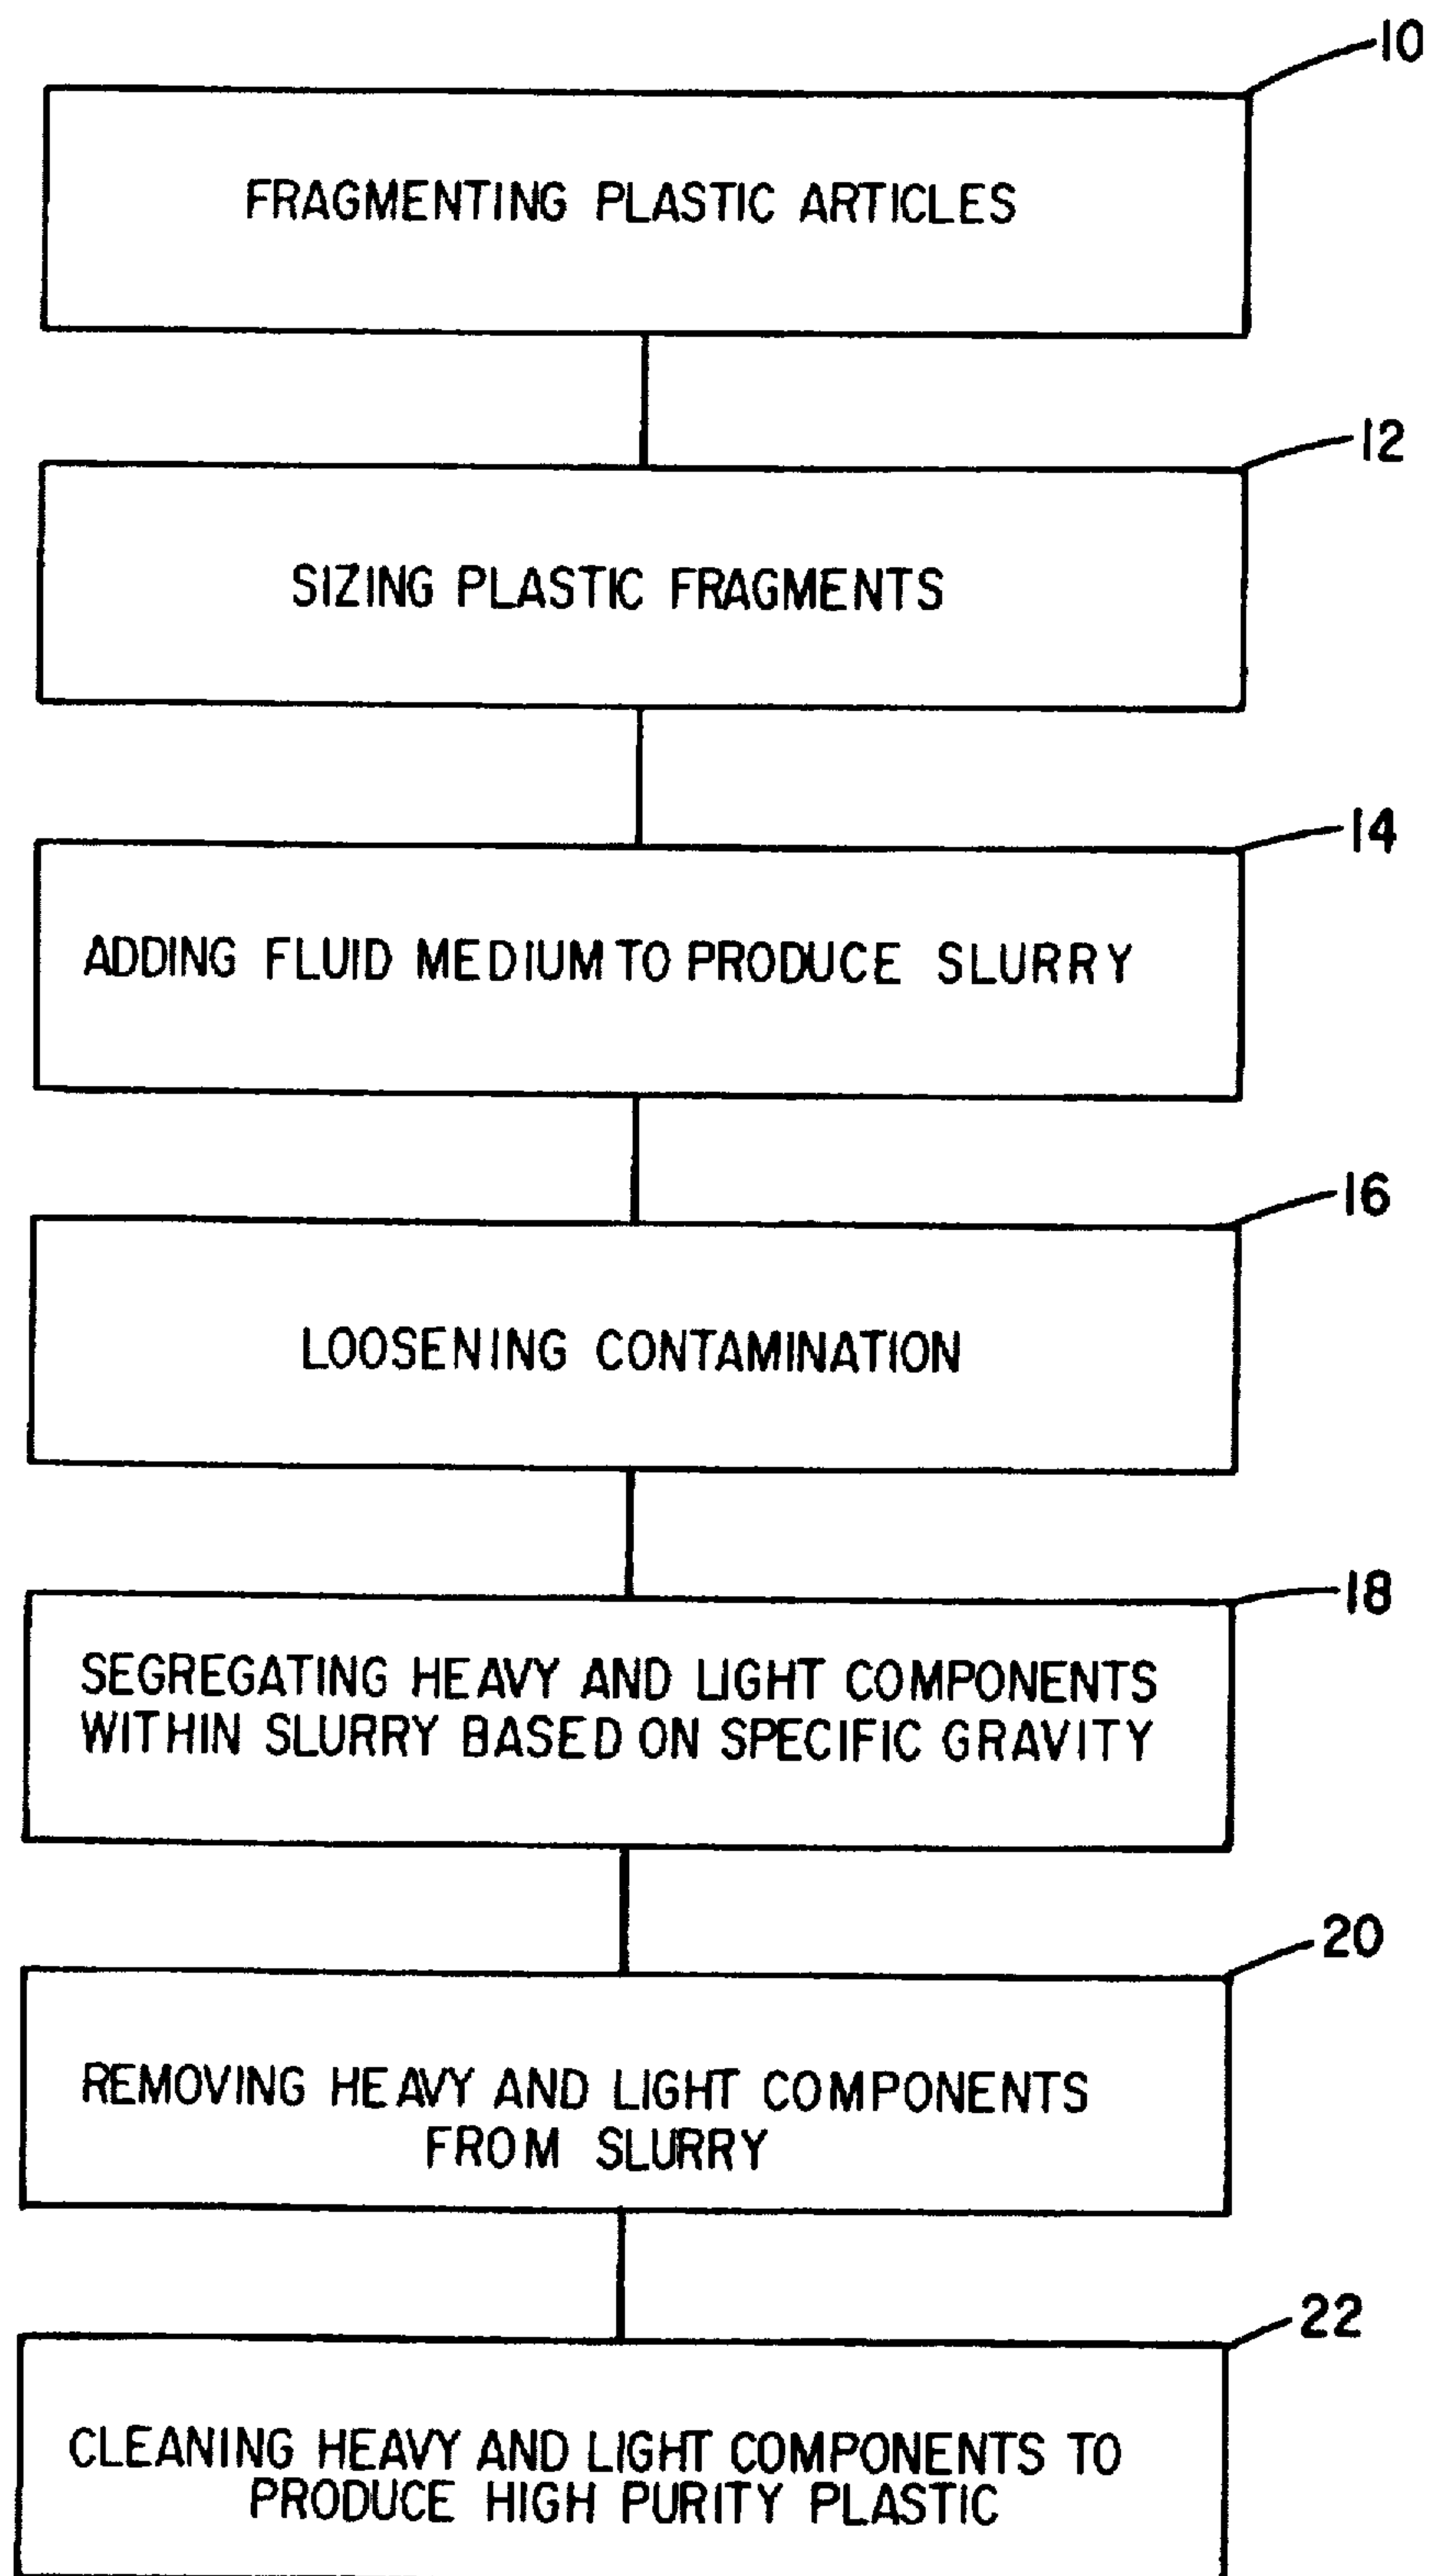 10
FRAGMENTING PLASTIC ARTICLES
12
SIZING PLASTIC FRAGMENTS
14
ADDING FLUID MEDIUM TO PRODUCE SLURRY
16
LOOSENING CONTAMINATION
18
SEGREGATING HEAVY AND LIGHT COMPONENTS
WITHIN SLURRY BASED ON SPECIFIC GRAVITY
20
REMOVING HEAVY AND LIGHT COMPONENTS
FROM SLURRY
22
CLEANING HEAVY AND LIGHT COMPONENTS TO
PRODUCE HIGH PURITY PLASTIC